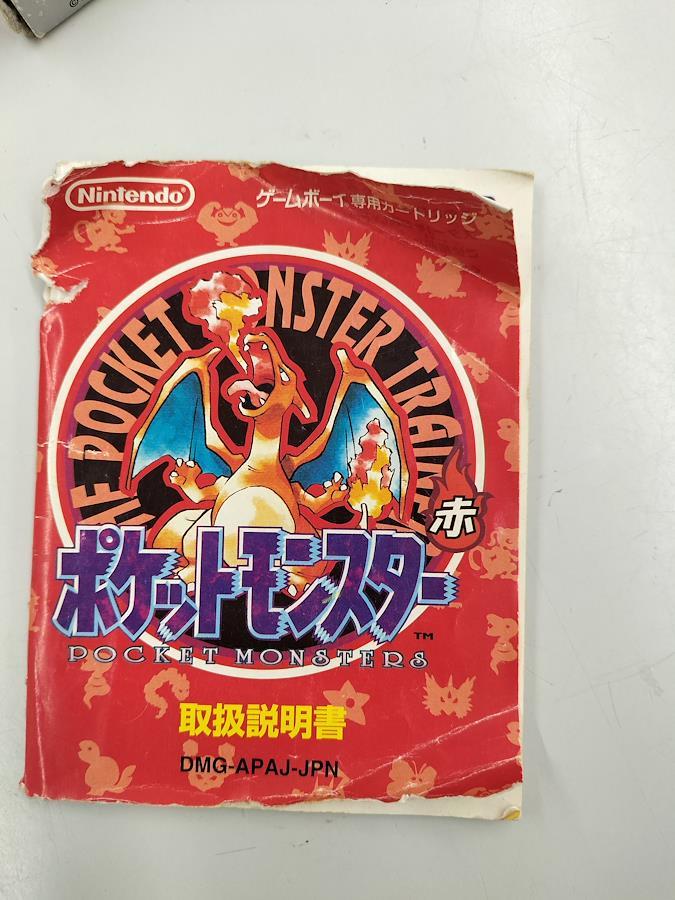 Nintendo®
ゲームボーイ専用カートリッジ
POCKET MONSTER TRAINER
赤
ポケットモンスター
TM
POCKET MONSTERS
取扱説明書
DMG-APAJ-JPN